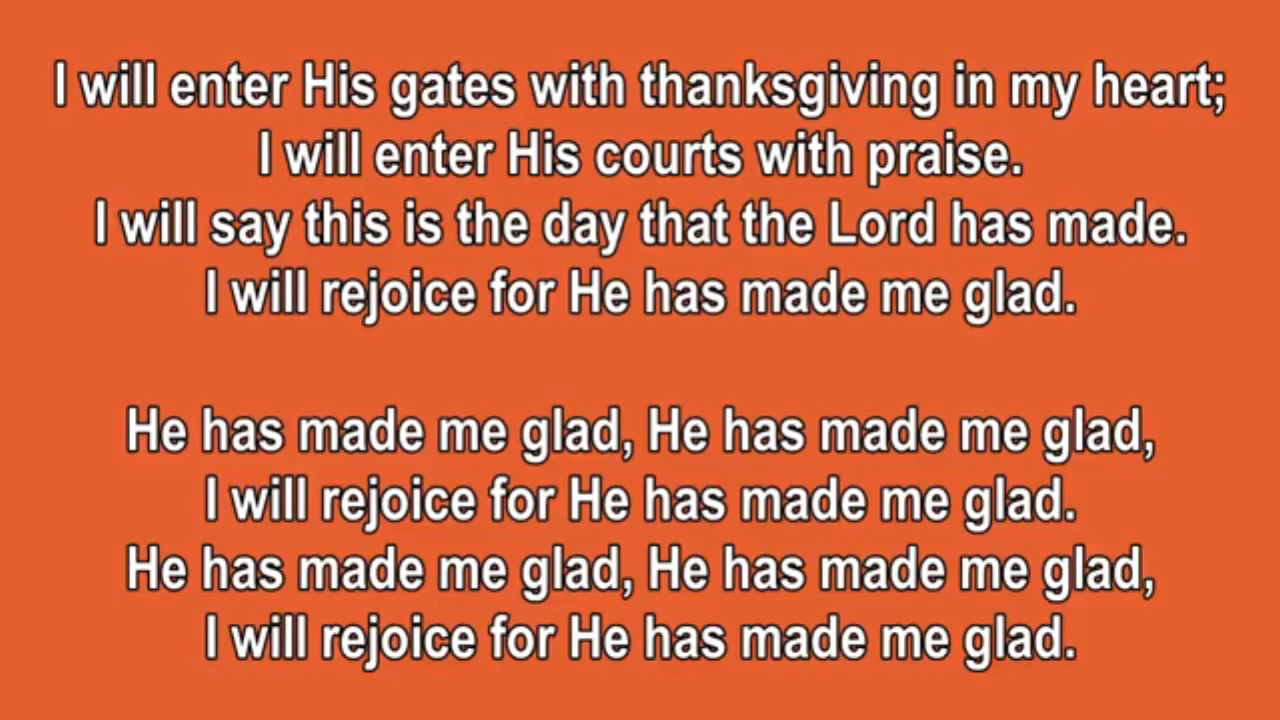 I will enter His gates with thanksgiving in my heart;
I will enter His courts with praise.
I will say this is the day that the Lord has made.
I will rejoice for He has made me glad.
He has made me glad, He has made me glad,
I will rejoice for He has made me glad.
He has made me glad, He has made me glad,
I will rejoice for He has made me glad.